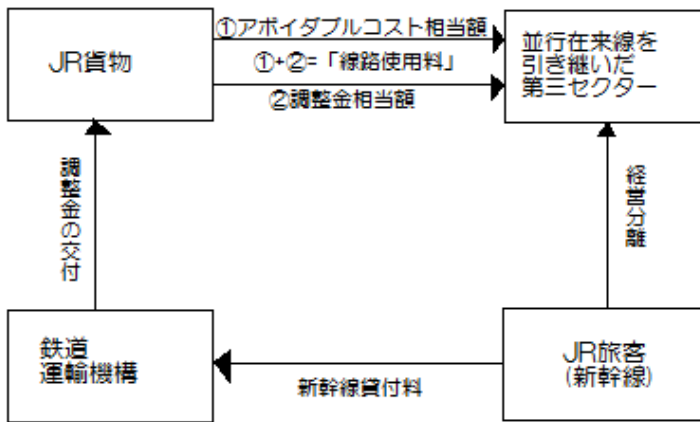 ①アボイダブルコスト相当額
JR貨物
①+②=「線路使用料」
②調整金相当額
並行在来線を
引き継いだ
第三セクター
調整金の交付
経営分離
鉄道
運輸機構
新幹線貸付料
JR旅客
(新幹線)